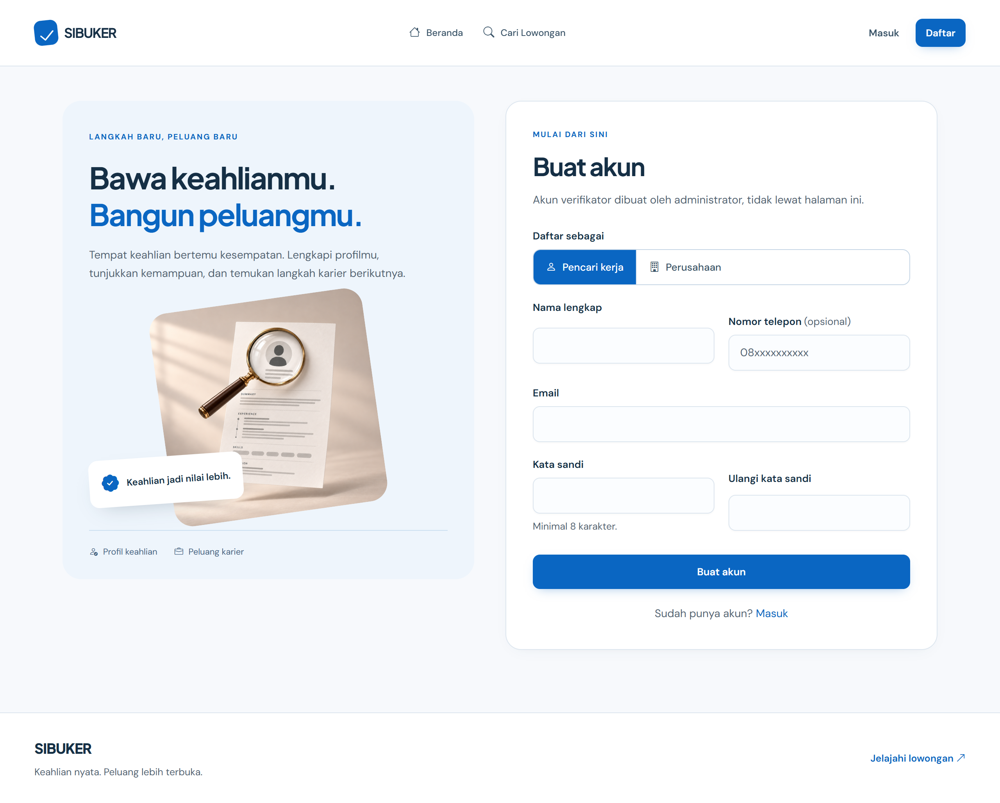 SIBUKER
Beranda
Cari Lowongan
Masuk
Daftar
LANGKAH BARU, PELUANG BARU
Bawa keahlianmu.
Bangun peluangmu.
Tempat keahlian bertemu kesempatan. Lengkapi profilmu,
tunjukkan kemampuan, dan temukan langkah karier berikutnya.
SUMMARY
EXPERIENCE
SKILLS
Keahlian jadi nilai lebih.
Profil keahlian
Peluang karier
MULAI DARI SINI
Buat akun
Akun verifikator dibuat oleh administrator, tidak lewat halaman ini.
Daftar sebagai
Pencari kerja
Perusahaan
Nama lengkap
Nomor telepon (opsional)
08xxxxxxxxxx
Email
Kata sandi
Minimal 8 karakter.
Ulangi kata sandi
Buat akun
Sudah punya akun? Masuk
SIBUKER
Keahlian nyata. Peluang lebih terbuka.
Jelajahi lowongan